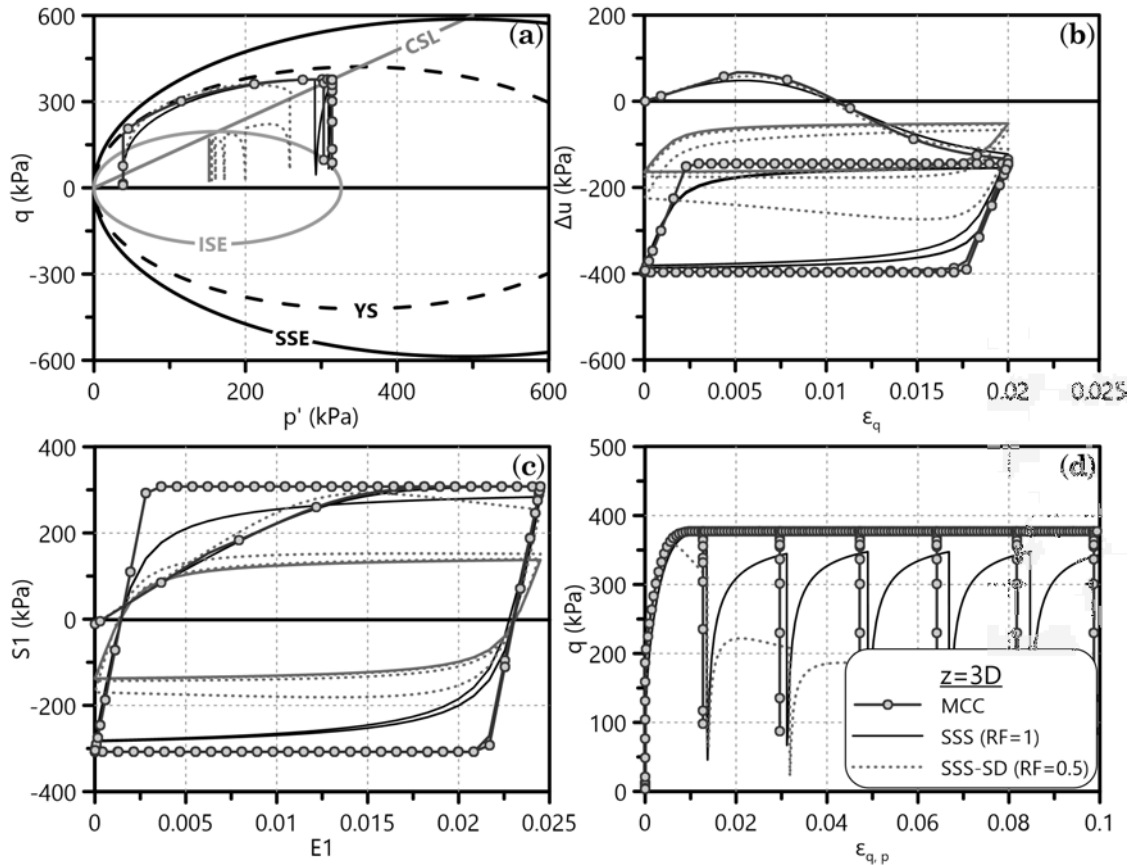 600
300
0
-300
-600
q (kPa)
0
200
400
600
p' (kPa)
(a)
CSL
ISE
YS
SSE
200
0
-200
-400
-600
Δu (kPa)
0
0.005
0.01
0.015
0.02
0.025
εq
(b)
400
200
0
-200
-400
S1 (kPa)
0
0.005
0.01
0.015
0.02
0.025
E1
(c)
500
400
300
200
100
0
q (kPa)
0
0.02
0.04
0.06
0.08
0.1
εq, p
(d)
z=3D
MCC
SSS (RF=1)
SSS-SD (RF=0.5)